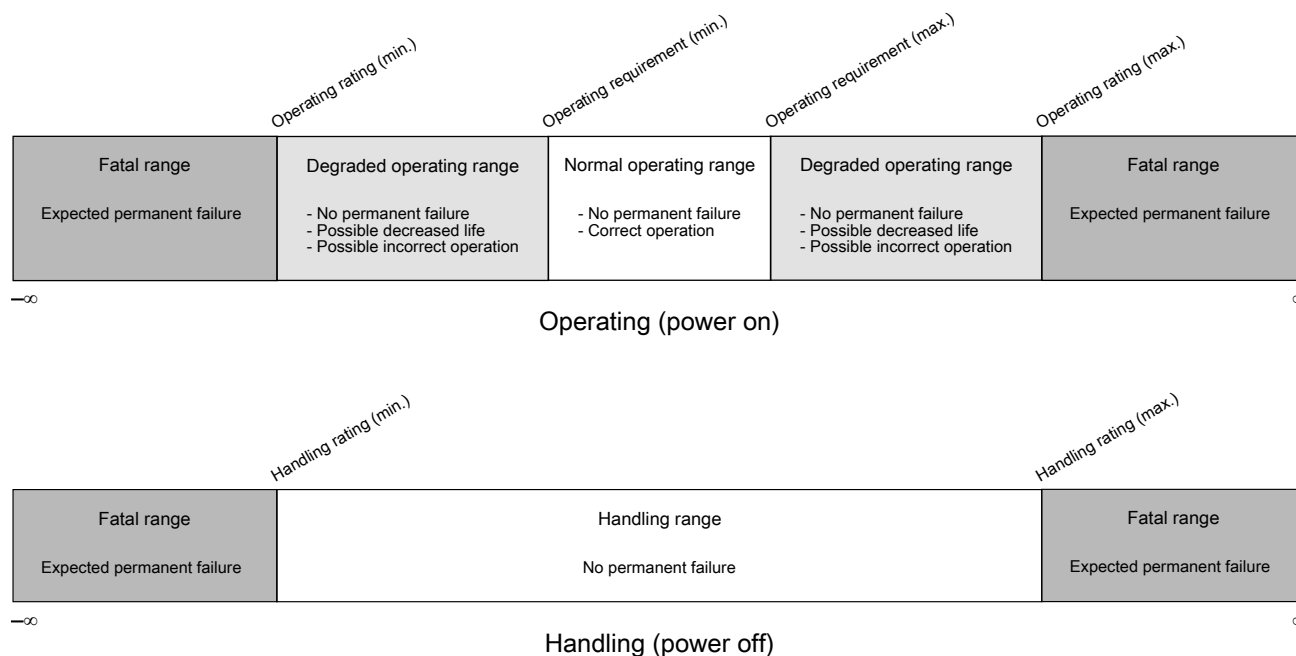 Operating rating (min.)
Operating requirement (min.)
Operating requirement (max.)
Operating rating (max.)
Fatal range
Degraded operating range
Normal operating range
Degraded operating range
Fatal range
Expected permanent failure
- No permanent failure
- Possible decreased life
- Possible incorrect operation
- No permanent failure
- Correct operation
- No permanent failure
- Possible decreased life
- Possible incorrect operation
Expected permanent failure
–∞
Operating (power on)
Handling rating (min.)
Handling rating (max.)
Fatal range
Handling range
Fatal range
Expected permanent failure
No permanent failure
Expected permanent failure
–∞
Handling (power off)